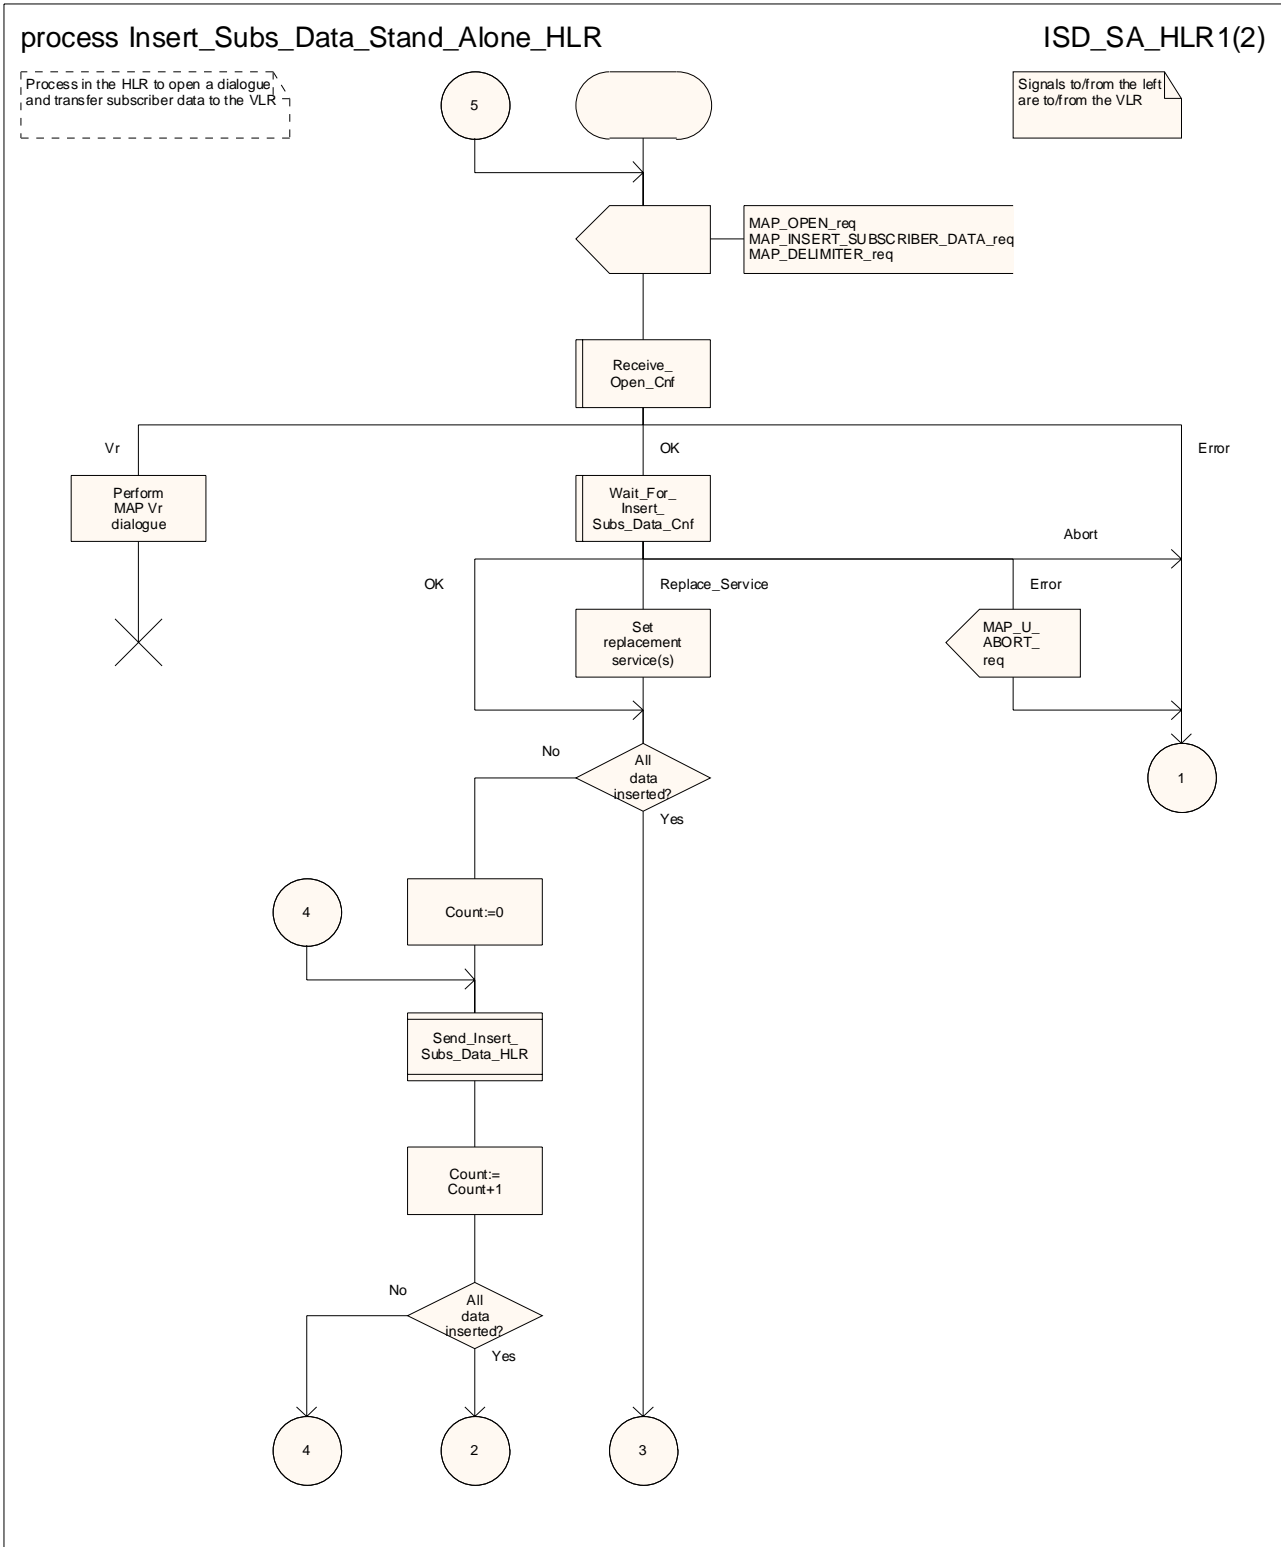 process Insert_Subs_Data_Stand_Alone_HLR
ISD_SA_HLR1(2)
Process in the HLR to open a dialogue
and transfer subscriber data to the VLR
5
Signals to/from the left
are to/from the VLR
MAP_OPEN_req
MAP_INSERT_SUBSCRIBER_DATA_req
MAP_DELIMITER_req
Receive_
Open_Cnf
Vr
OK
Error
Perform
MAP Vr
dialogue
Wait_For_
Insert_
Subs_Data_Cnf
Abort
OK
Replace_Service
Error
Set
replacement
service(s)
MAP_U_
ABORT_
req
No
All
data
inserted?
Yes
1
4
Count:=0
Send_Insert_
Subs_Data_HLR
Count:=
Count+1
No
All
data
inserted?
Yes
4
2
3